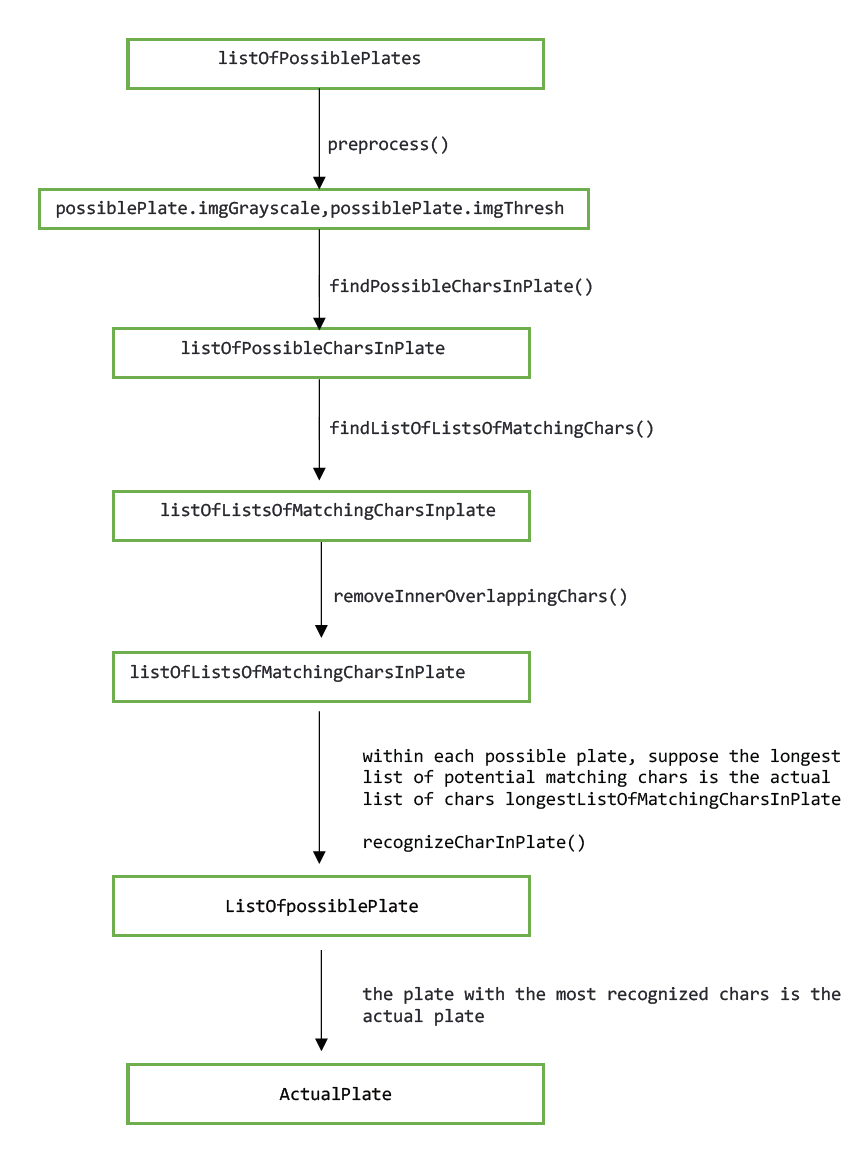 listOfPossiblePlates
preprocess()
possiblePlate.imgGrayscale,possiblePlate.imgThresh
findPossibleCharsInPlate()
listOfPossibleCharsInPlate
findListOfListsOfMatchingChars()
listOfListsOfMatchingCharsInplate
removeInnerOverlappingChars()
listOfListsOfMatchingCharsInPlate
within each possible plate, suppose the longest
list of potential matching chars is the actual
list of chars longestListOfMatchingCharsInPlate
recognizeCharInPlate()
ListOfpossiblePlate
the plate with the most recognized chars is the
actual plate
ActualPlate